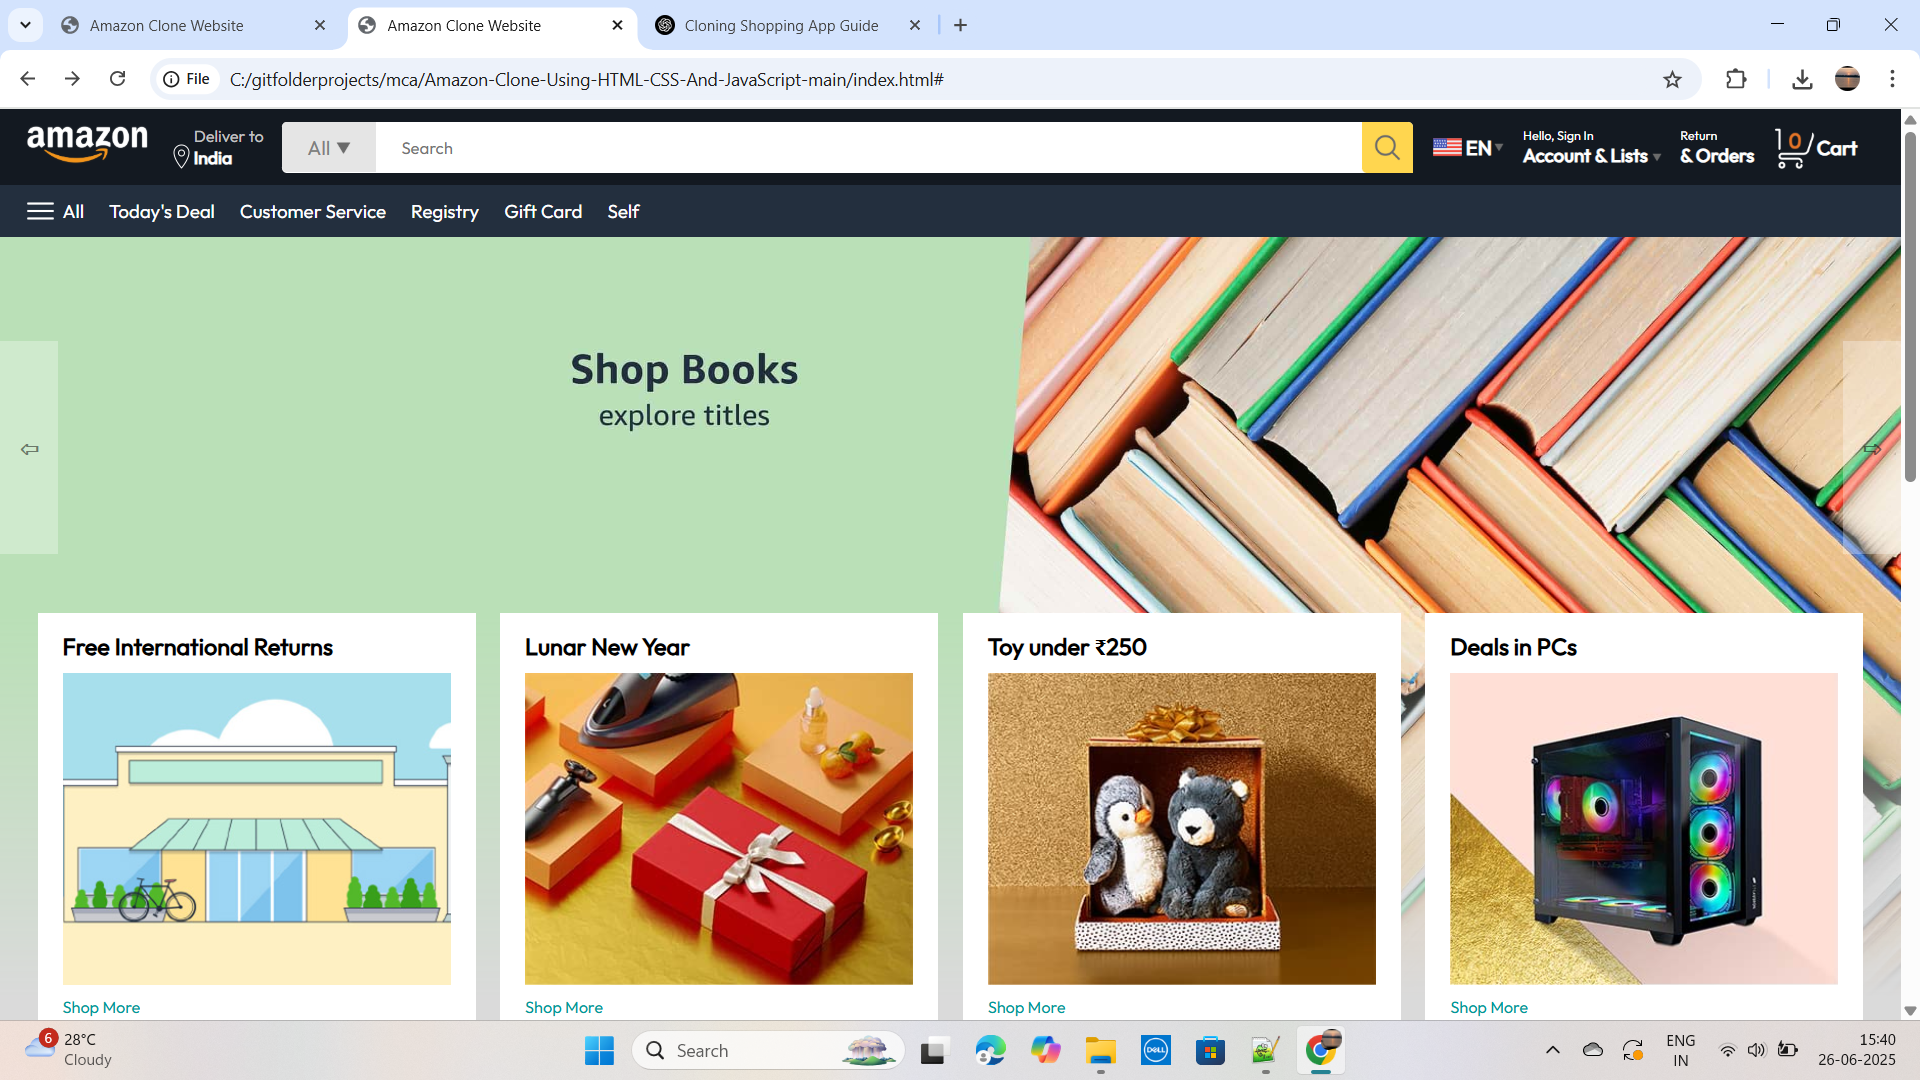 Amazon Clone Website
Amazon Clone Website
Cloning Shopping App Guide
File
C:/gitfolderprojects/mca/Amazon-Clone-Using-HTML-CSS-And-JavaScript-main/index.html#
amazon
Deliver to
India
All ▼
Search
EN
Hello, Sign In
Account & Lists
Return
& Orders
0
Cart
All
Today's Deal
Customer Service
Registry
Gift Card
Self
Shop Books
explore titles
Free International Returns
Lunar New Year
Toy under ₹250
Deals in PCs
Shop More
Shop More
Shop More
Shop More
6
28°C
Cloudy
Search
DELL
ENG
IN
15:40
26-06-2025